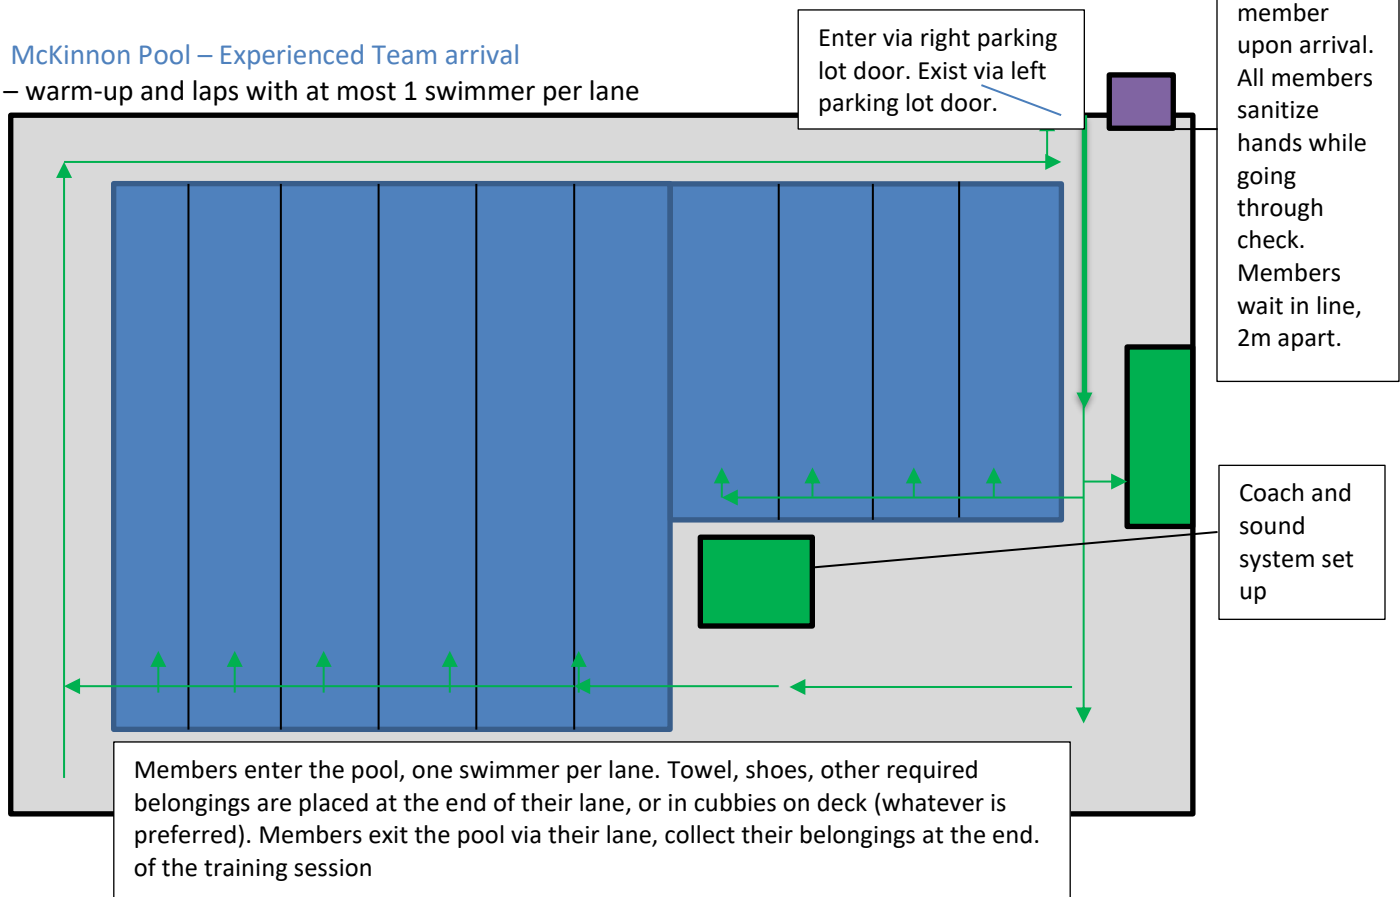 McKinnon Pool – Experienced Team arrival
– warm-up and laps with at most 1 swimmer per lane
Enter via right parking
lot door. Exist via left
parking lot door.
member
upon arrival.
All members
sanitize
hands while
going
through
check.
Members
wait in line,
2m apart.
Coach and
sound
system set
up
Members enter the pool, one swimmer per lane. Towel, shoes, other required
belongings are placed at the end of their lane, or in cubbies on deck (whatever is
preferred). Members exit the pool via their lane, collect their belongings at the end.
of the training session